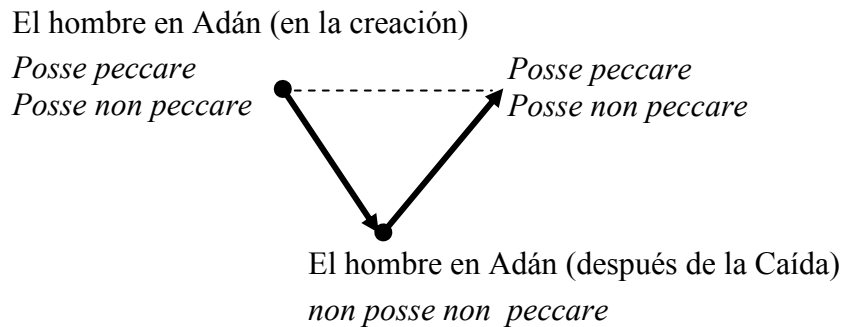 El hombre en Adán (en la creación)
Posse peccare
Posse non peccare
Posse peccare
Posse non peccare
El hombre en Adán (después de la Caída)
non posse non peccare